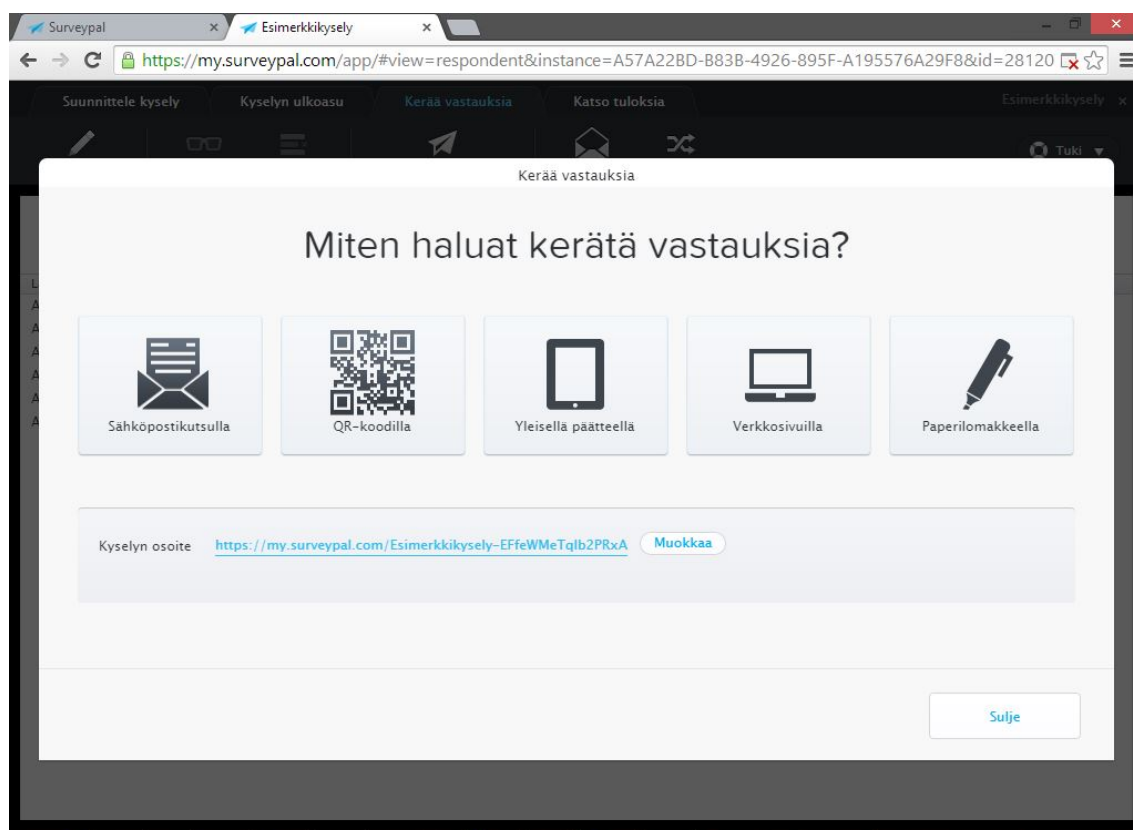 Surveypal
Esimerkkikysely
https://my.surveypal.com/app/#view=respondent&instance=A57A22BD-B83B-4926-895F-A195576A29F8&id=28120
Suunnittele kysely
Kyselyn ulkoasu
Kerää vastauksia
Katso tuloksia
Esimerkkikysely
Tuki
Kerää vastauksia
Miten haluat kerätä vastauksia?
Sähköpostikutsulla
QR-koodilla
Yleisellä päätteellä
Verkkosivuilla
Paperilomakkeella
Kyselyn osoite https://my.surveypal.com/Esimerkkikysely-EFfeWMeTqlb2PRxA Muokkaa
Sulje